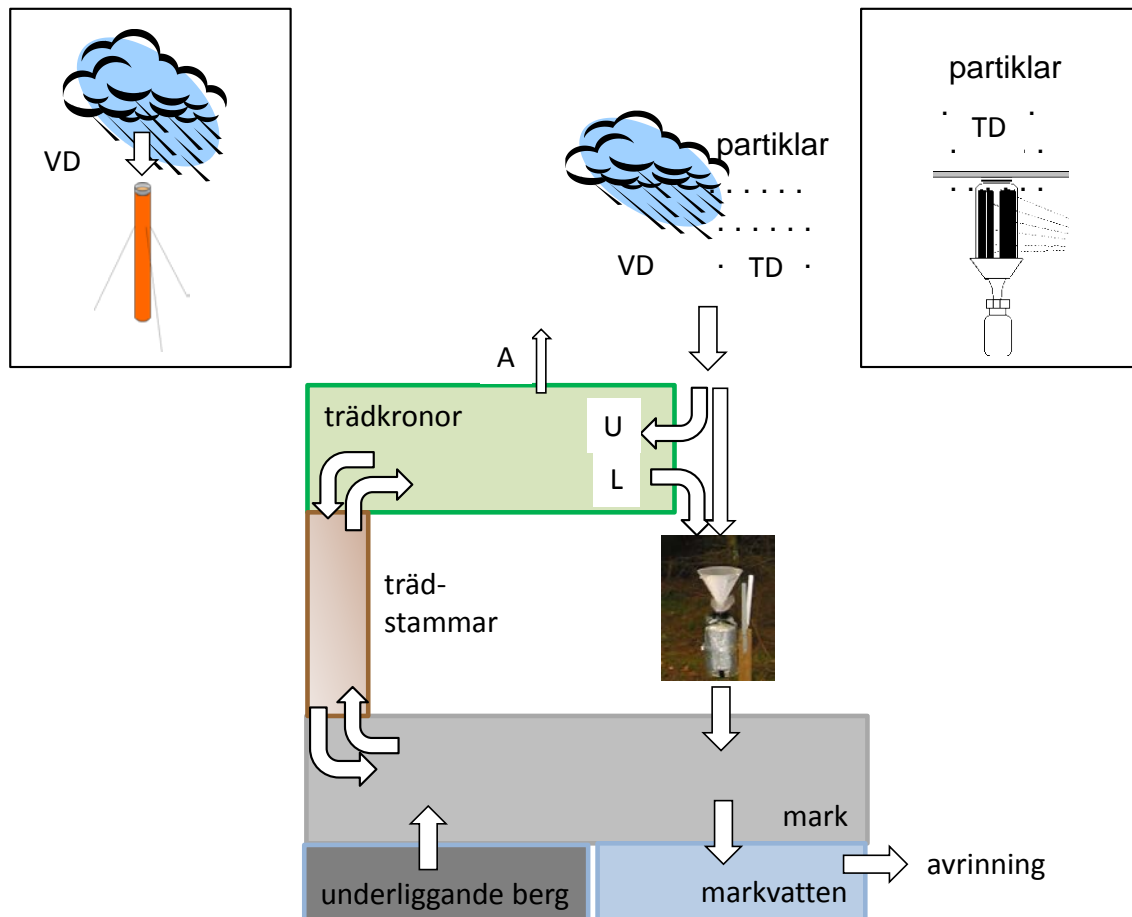 VD
partiklar
VD
TD
partiklar
TD
A
trädkronor
U
L
träd-
stammar
mark
underliggande berg
markvatten
avrinning